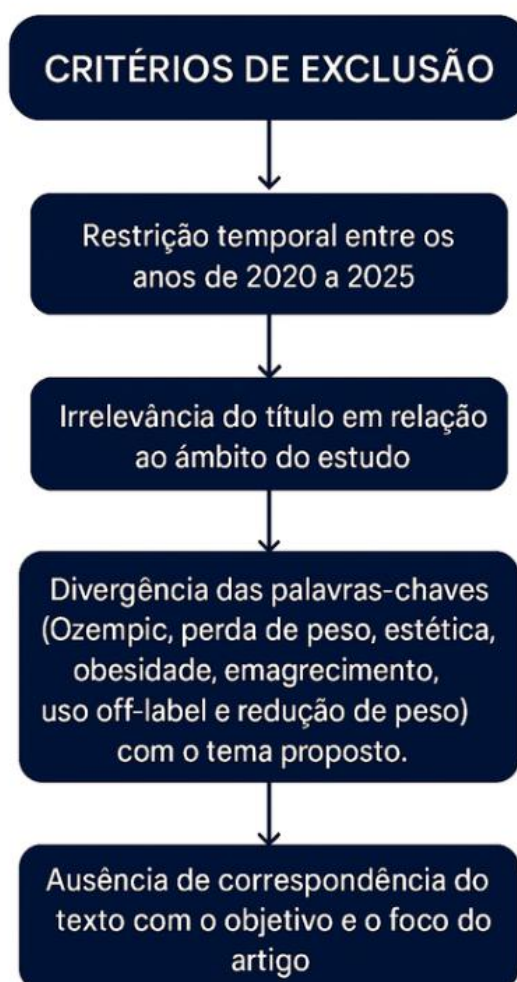 CRITÉRIOS DE EXCLUSÃO
Restrição temporal entre os
anos de 2020 a 2025
Irrelevância do título em relação
ao ámbito do estudo
Divergência das palavras-chaves
(Ozempic, perda de peso, estética,
obesidade, emagrecimento,
uso off-label e redução de peso)
com o tema proposto.
Ausência de correspondência do
texto com o objetivo e o foco do
artigo